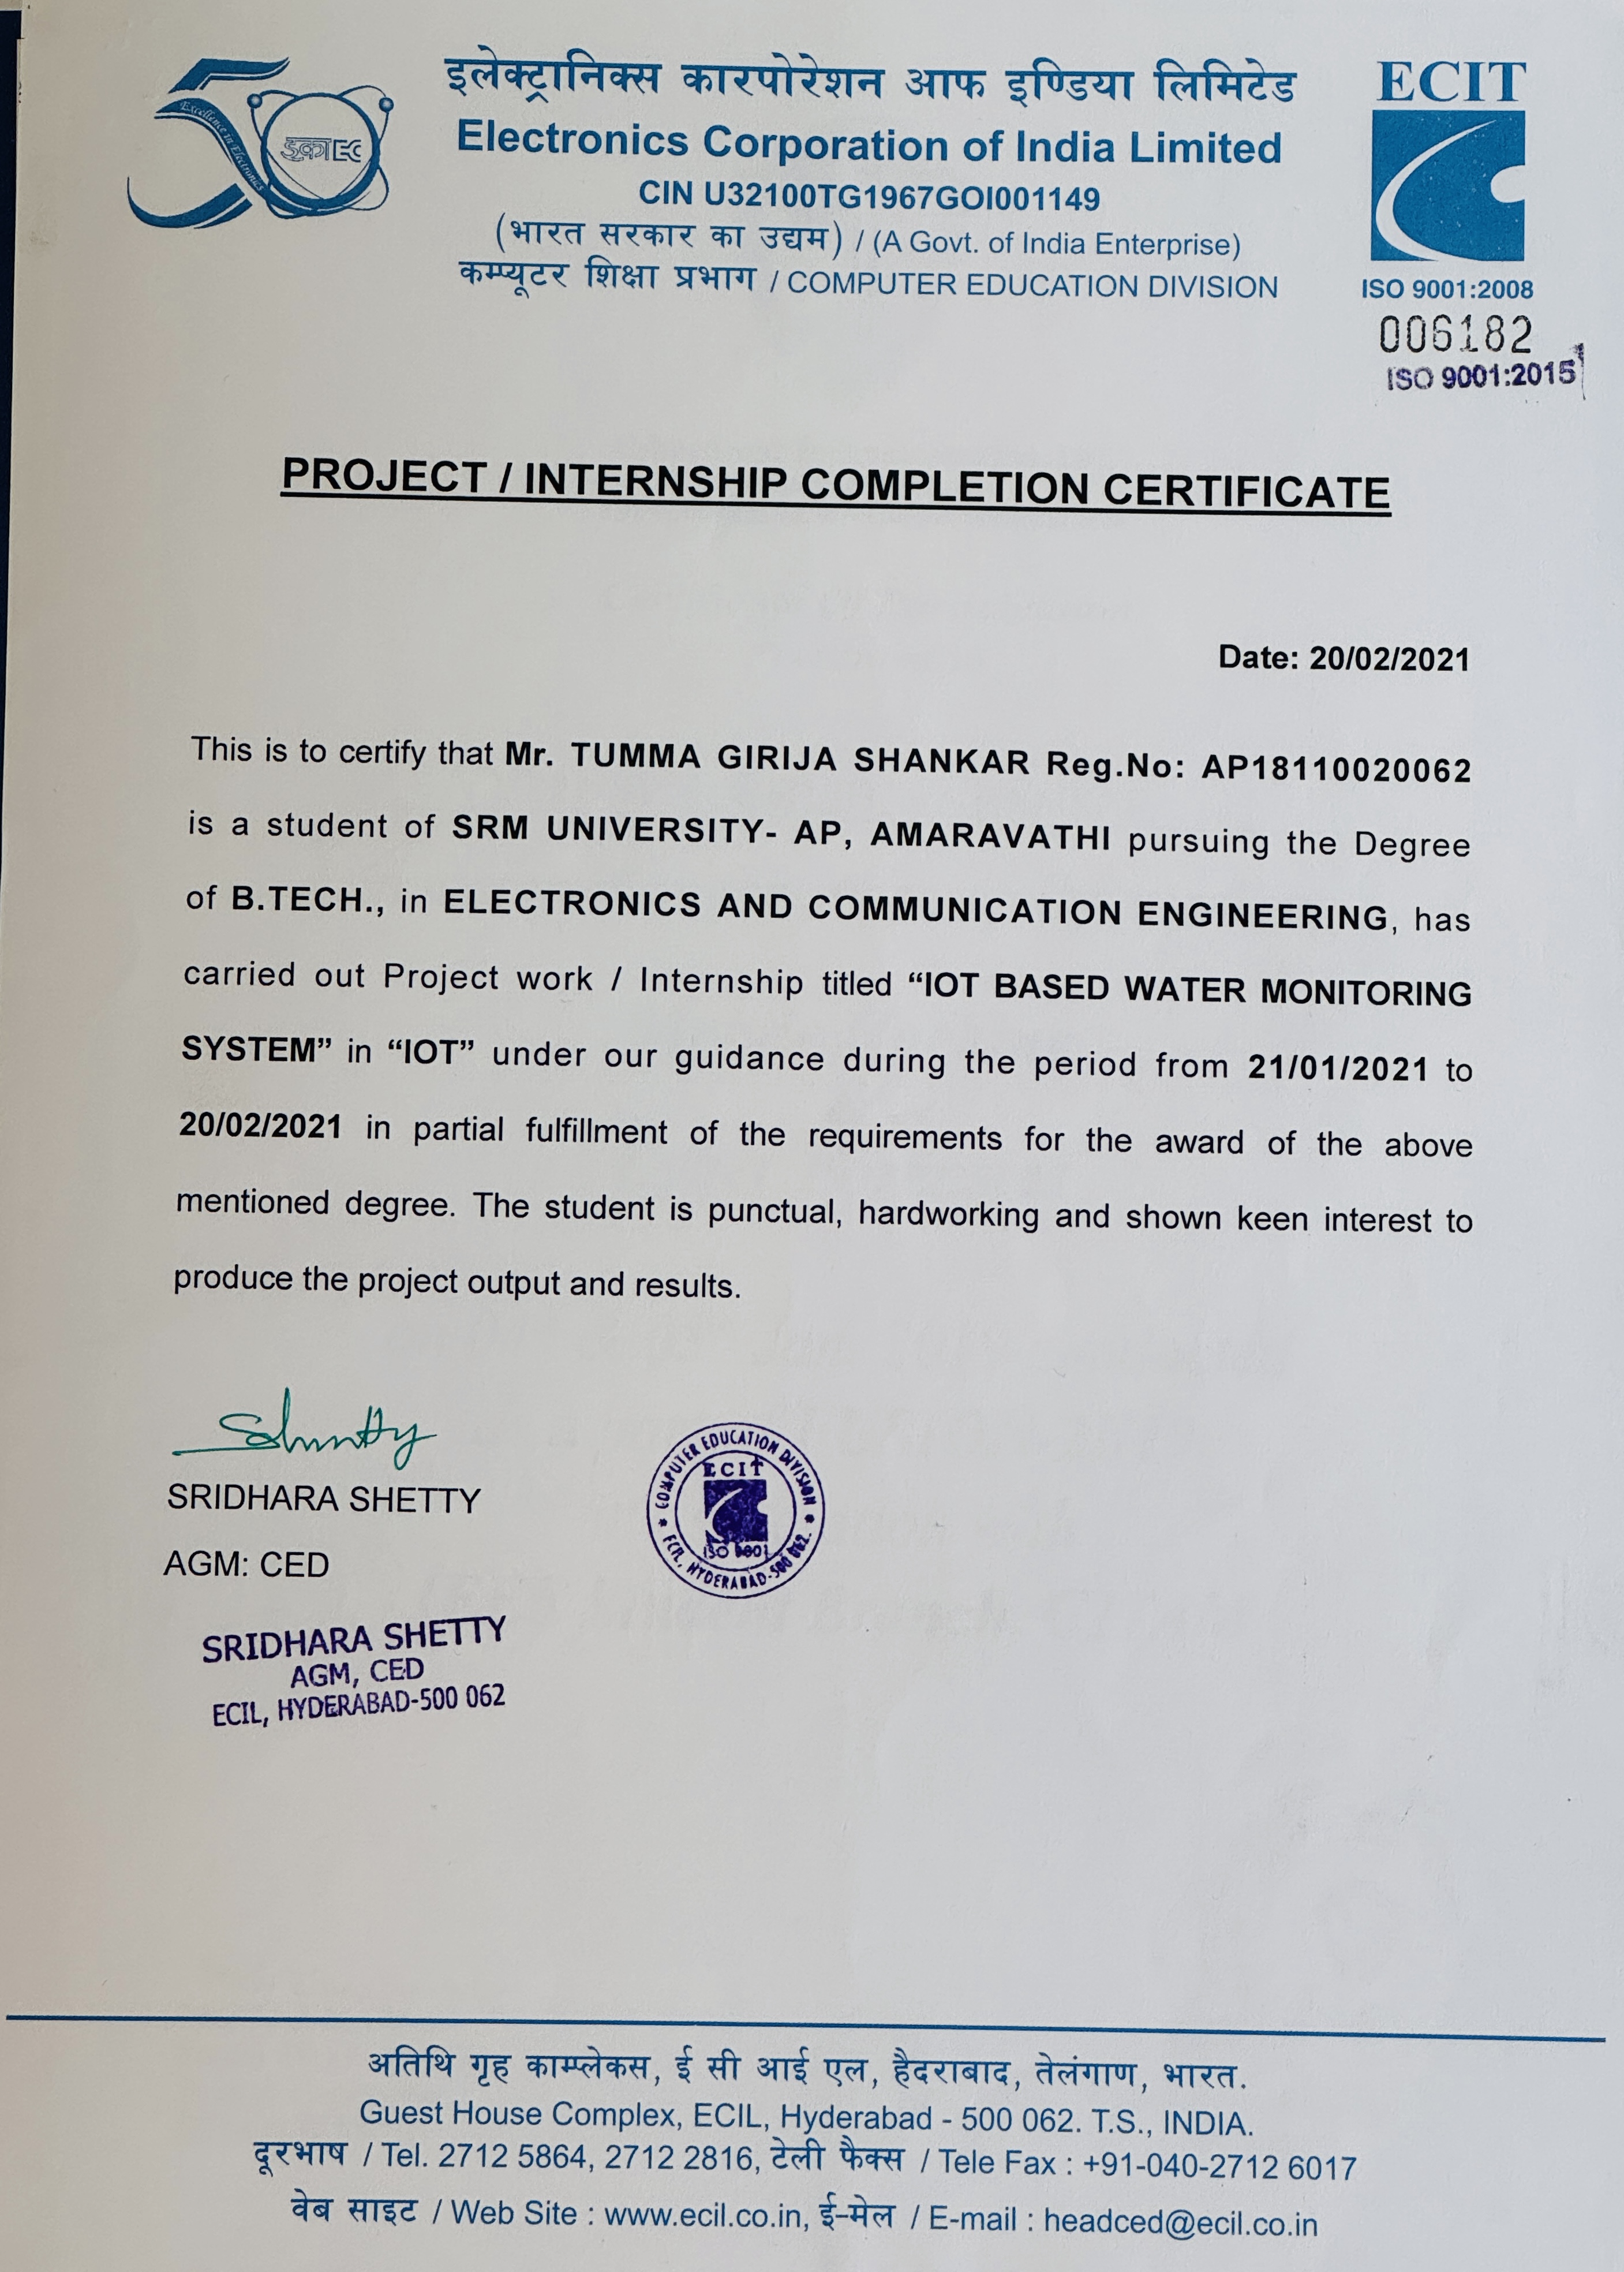 Excellence in Electronics
इका EC
इलेक्ट्रानिक्स कारपोरेशन आफ इण्डिया लिमिटेड
Electronics Corporation of India Limited
CIN U32100TG1967GOI001149
(भारत सरकार का उद्यम) / (A Govt. of India Enterprise)
कम्प्यूटर शिक्षा प्रभाग / COMPUTER EDUCATION DIVISION
ECIT
ISO 9001:2008
006182
ISO 9001:2015
PROJECT / INTERNSHIP COMPLETION CERTIFICATE
Date: 20/02/2021
This is to certify that Mr. TUMMA GIRIJA SHANKAR Reg.No: AP18110020062
is a student of SRM UNIVERSITY- AP, AMARAVATHI pursuing the Degree
of B.TECH., in ELECTRONICS AND COMMUNICATION ENGINEERING, has
carried out Project work / Internship titled “IOT BASED WATER MONITORING
SYSTEM” in “IOT” under our guidance during the period from 21/01/2021 to
20/02/2021 in partial fulfillment of the requirements for the award of the above
mentioned degree. The student is punctual, hardworking and shown keen interest to
produce the project output and results.
SRIDHARA SHETTY
AGM: CED
SRIDHARA SHETTY
AGM, CED
ECIL, HYDERABAD-500 062
COMPUTER EDUCATION DIVISION
ECIT
ISO 9001
ECIL, HYDERABAD-500 062.
अतिथि गृह काम्प्लेकस, ई सी आई एल, हैदराबाद, तेलंगाण, भारत.
Guest House Complex, ECIL, Hyderabad - 500 062. T.S., INDIA.
दूरभाष / Tel. 2712 5864, 2712 2816, टेली फैक्स / Tele Fax : +91-040-2712 6017
वेब साइट / Web Site : www.ecil.co.in, ई-मेल / E-mail : headced@ecil.co.in